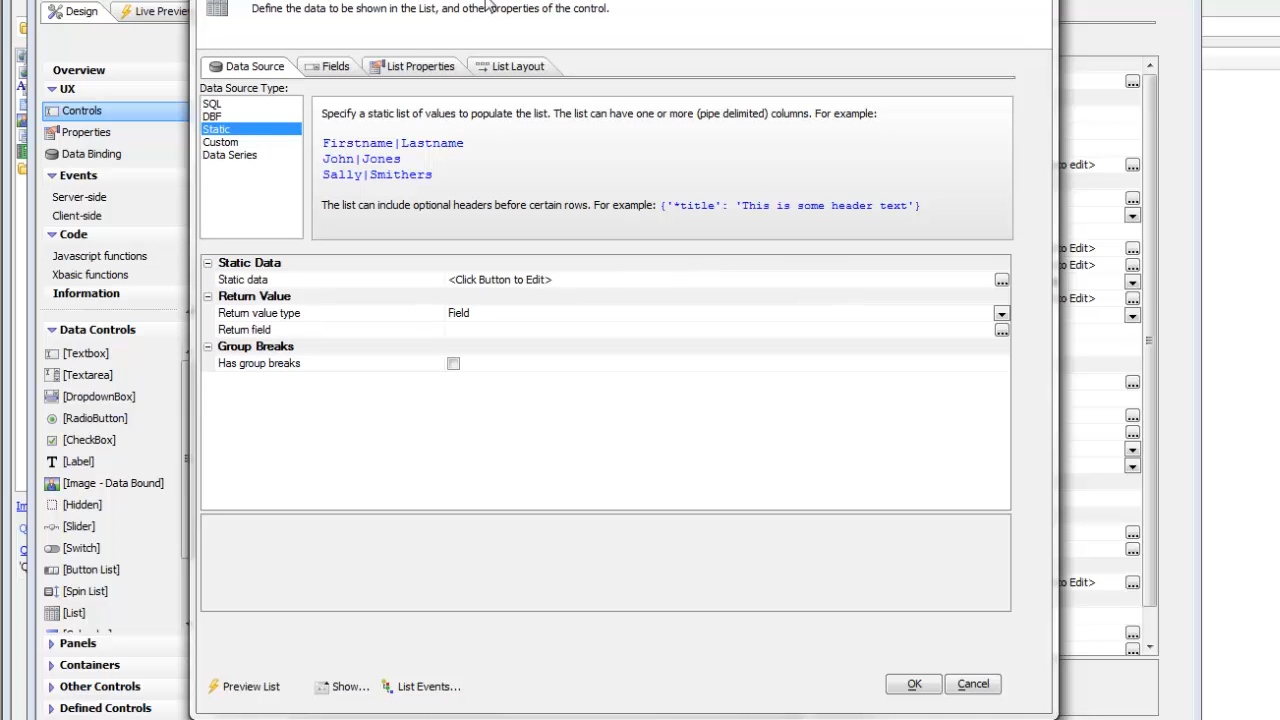 Design
Live Previe
Define the data to be shown in the List, and other properties of the control.
Overview
UX
Controls
Properties
Data Binding
Events
Server-side
Client-side
Code
Javascript functions
Xbasic functions
Information
Data Controls
[Textbox]
[Textarea]
[DropdownBox]
[RadioButton]
[CheckBox]
[Label]
[Image - Data Bound]
[Hidden]
[Slider]
[Switch]
[Button List]
[Spin List]
[List]
Panels
Containers
Other Controls
Defined Controls
Data Source
Fields
List Properties
List Layout
Data Source Type:
SQL
DBF
Static
Custom
Data Series
Specify a static list of values to populate the list. The list can have one or more (pipe delimited) columns. For example:
Firstname|Lastname
John|Jones
Sally|Smithers
The list can include optional headers before certain rows. For example: {'*title': 'This is some header text'}
Static Data
Static data <Click Button to Edit>
Return Value
Return value type Field
Return field
Group Breaks
Has group breaks
Preview List
Show...
List Events...
OK
Cancel
o edit>
to Edit>
to Edit>
to Edit>
to Edit>